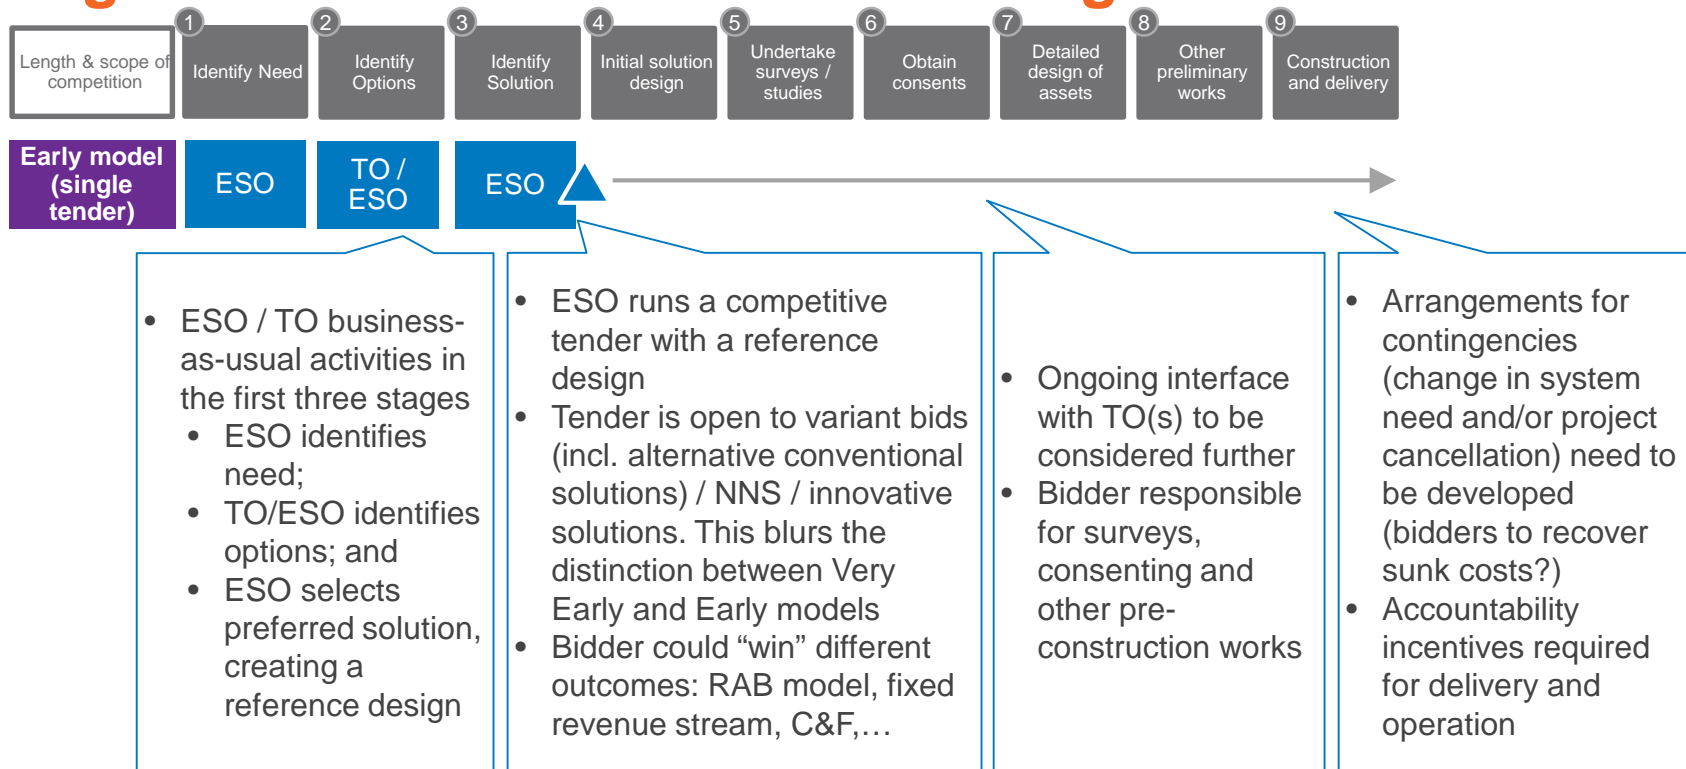 Length & scope of
competition
1
Identify Need
2
Identify
Options
3
Identify
Solution
4
Initial solution
design
5
Undertake
surveys /
studies
6
Obtain
consents
7
Detailed
design of
assets
8
Other
preliminary
works
9
Construction
and delivery
Early model
(single
tender)
ESO
TO /
ESO
ESO
• ESO / TO business-
as-usual activities in
the first three stages
• ESO identifies
need;
• TO/ESO identifies
options; and
• ESO selects
preferred solution,
creating a
reference design
• ESO runs a competitive
tender with a reference
design
• Tender is open to variant bids
(incl. alternative conventional
solutions) / NNS / innovative
solutions. This blurs the
distinction between Very
Early and Early models
• Bidder could “win” different
outcomes: RAB model, fixed
revenue stream, C&F,…
• Ongoing interface
with TO(s) to be
considered further
• Bidder responsible
for surveys,
consenting and
other pre-
construction works
• Arrangements for
contingencies
(change in system
need and/or project
cancellation) need to
be developed
(bidders to recover
sunk costs?)
• Accountability
incentives required
for delivery and
operation